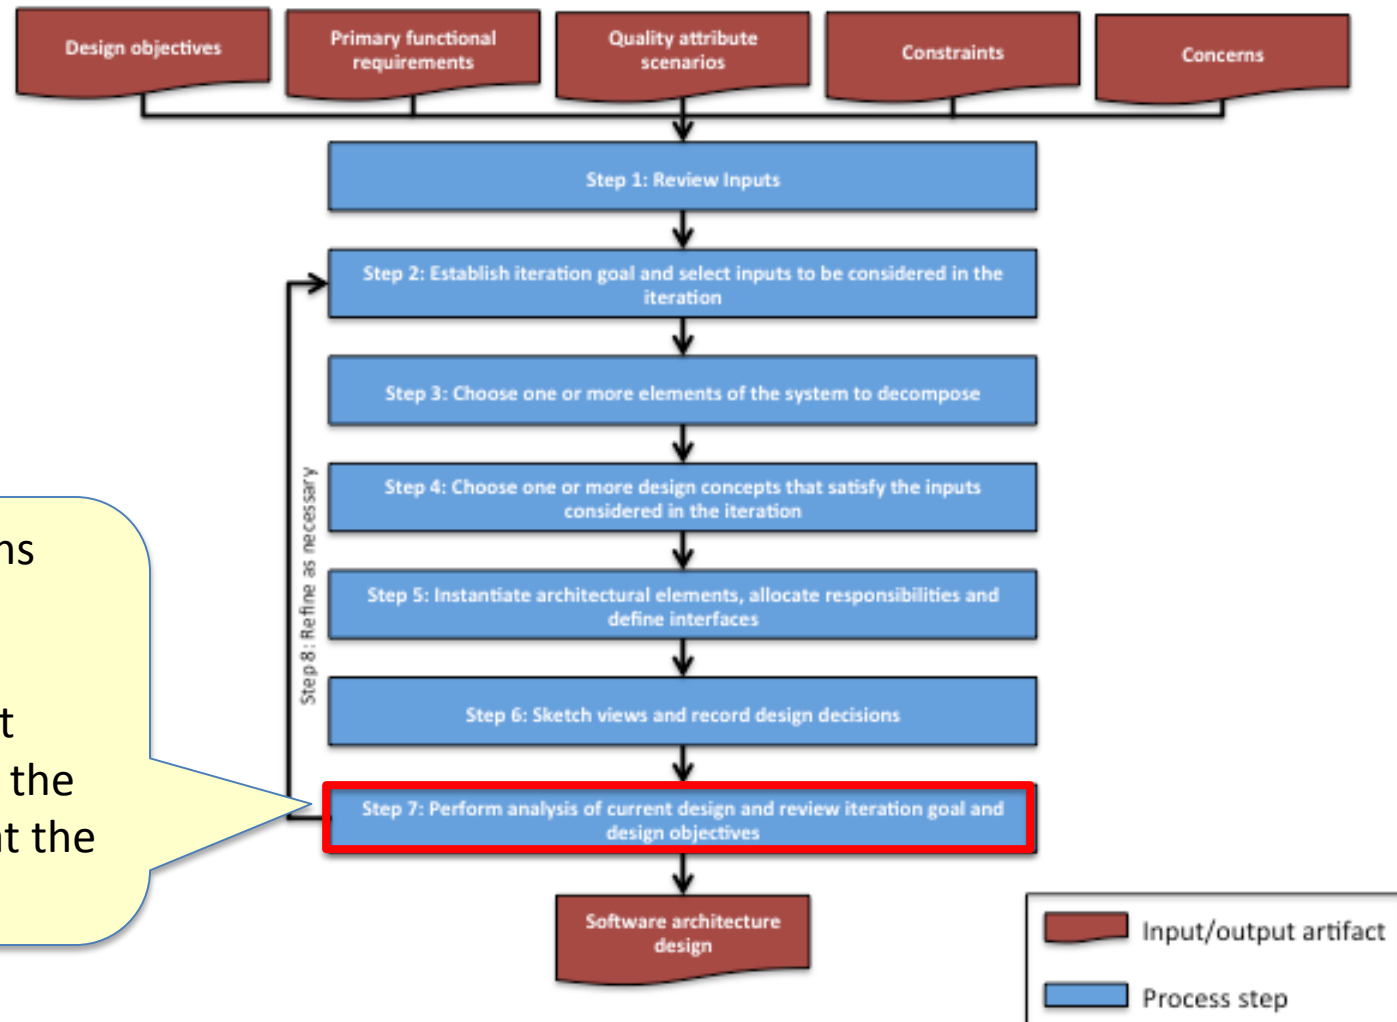 Design objectives
Primary functional
requirements
Quality attribute
scenarios
Constraints
Concerns
Step 1: Review Inputs
Step 2: Establish iteration goal and select inputs to be considered in the
iteration
Step 3: Choose one or more elements of the system to decompose
Step 4: Choose one or more design concepts that satisfy the inputs
considered in the iteration
Step 5: Instantiate architectural elements, allocate responsibilities and
define interfaces
Step 6: Sketch views and record design decisions
Step 7: Perform analysis of current design and review iteration goal and
design objectives
Step 8: Refine as necessary
the
the
Software architecture
design
Input/output artifact
Process step